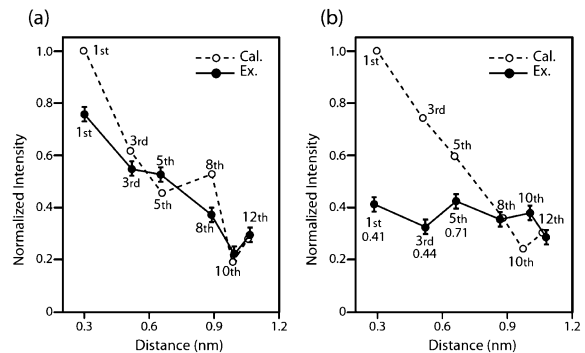 (a)
Normalized Intensity
1.0
0.8
0.6
0.4
0.2
0
0.3
0.6
0.9
1.2
Distance (nm)
Cal.
Ex.
1st
1st
3rd
3rd
5th
5th
8th
8th
10th
12th
(b)
Normalized Intensity
1.0
0.8
0.6
0.4
0.2
0
0.3
0.6
0.9
1.2
Distance (nm)
Cal.
Ex.
1st
3rd
5th
8th
10th
12th
10th
1st
0.41
3rd
0.44
5th
0.71